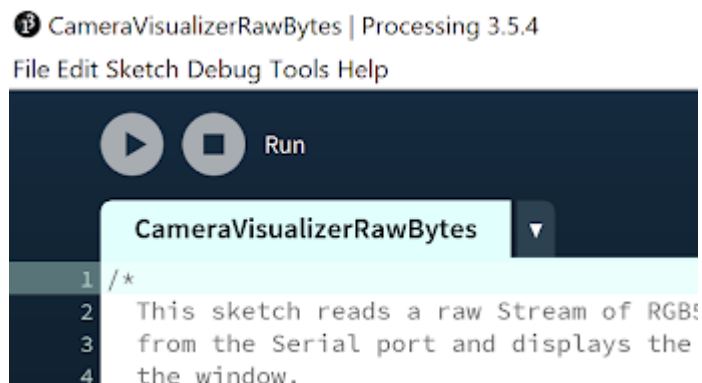 CameraVisualizerRawBytes | Processing 3.5.4
File Edit Sketch Debug Tools Help
Run
CameraVisualizerRawBytes
1 /*
2 This sketch reads a raw Stream of RGB5
3 from the Serial port and displays the
4 the window.